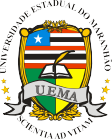 UNIVERSIDADE ESTADUAL DO MARANHÃO
UEMA
SCIENTIA AD VITAM